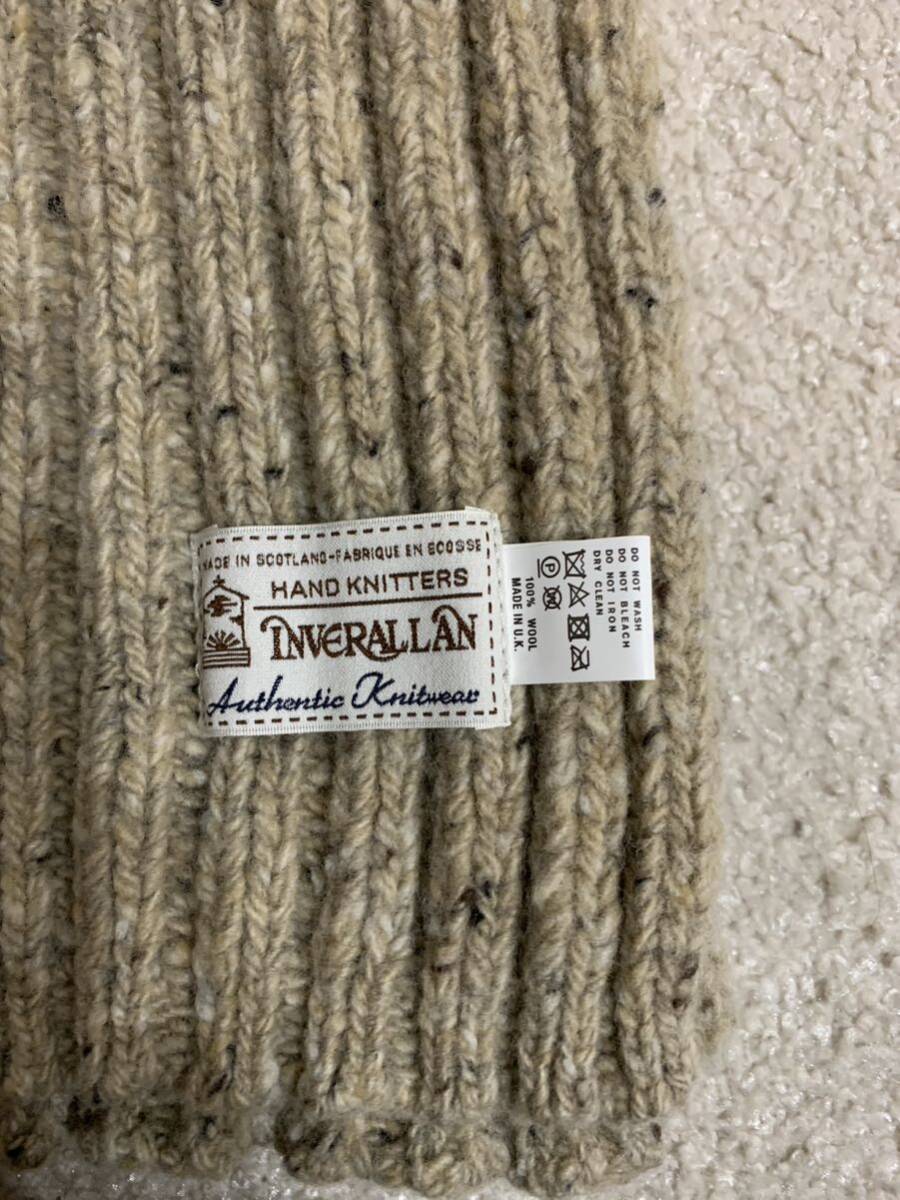 MADE IN SCOTLAND-FABRIQUE EN ECOSSE
HAND KNITTERS
INVERALLAN
Authentic Knitwear
DO NOT WASH
DO NOT BLEACH
DO NOT IRON
DRY CLEAN
P
100% WOOL
MADE IN U.K.